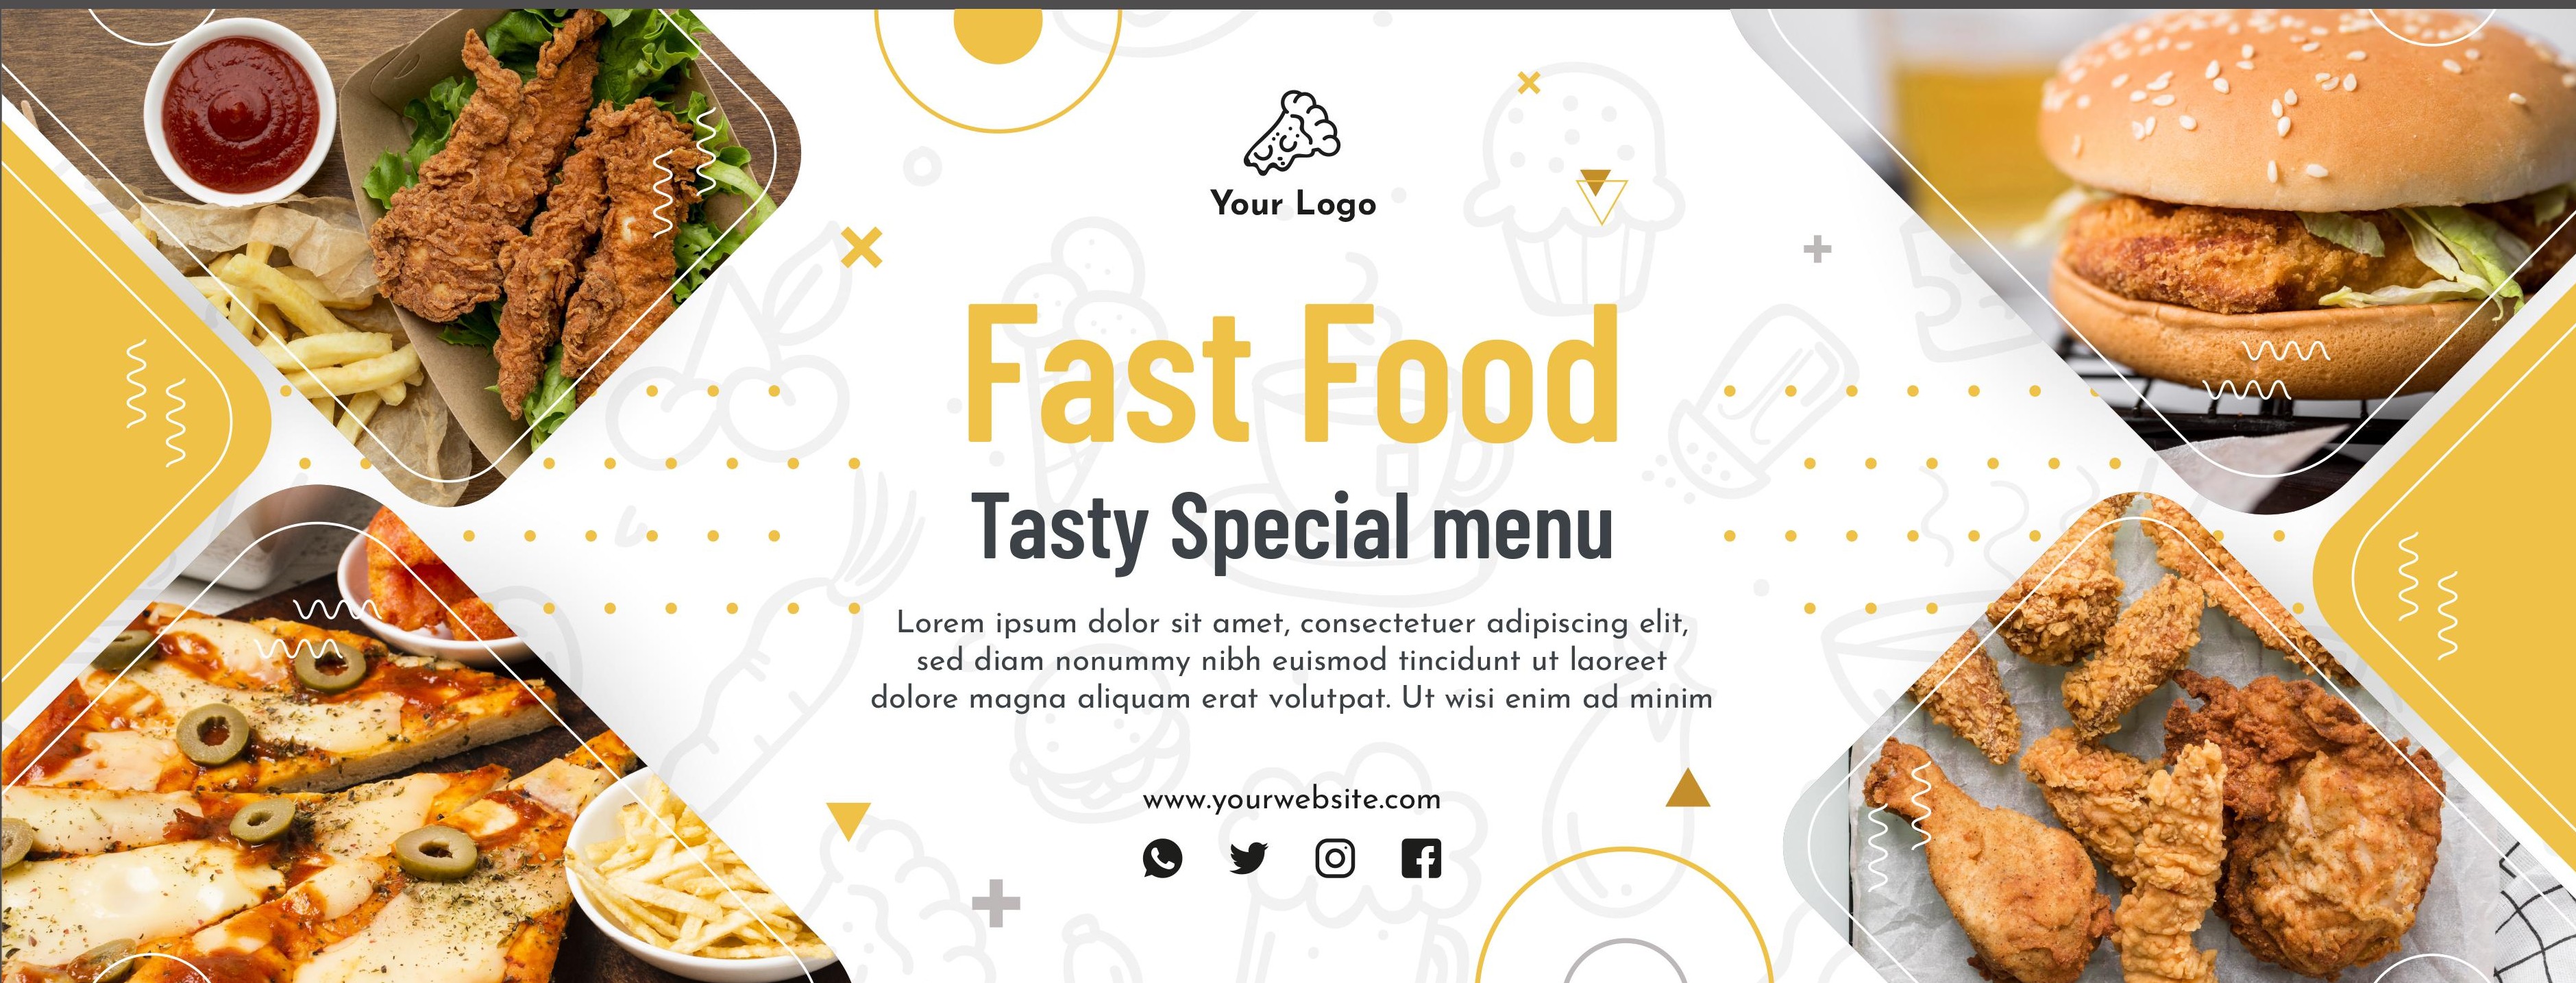 Your Logo
Fast Food
Tasty Special menu
Lorem ipsum dolor sit amet, consectetuer adipiscing elit,
sed diam nonummy nibh euismod tincidunt ut laoreet
dolore magna aliquam erat volutpat. Ut wisi enim ad minim
www.yourwebsite.com